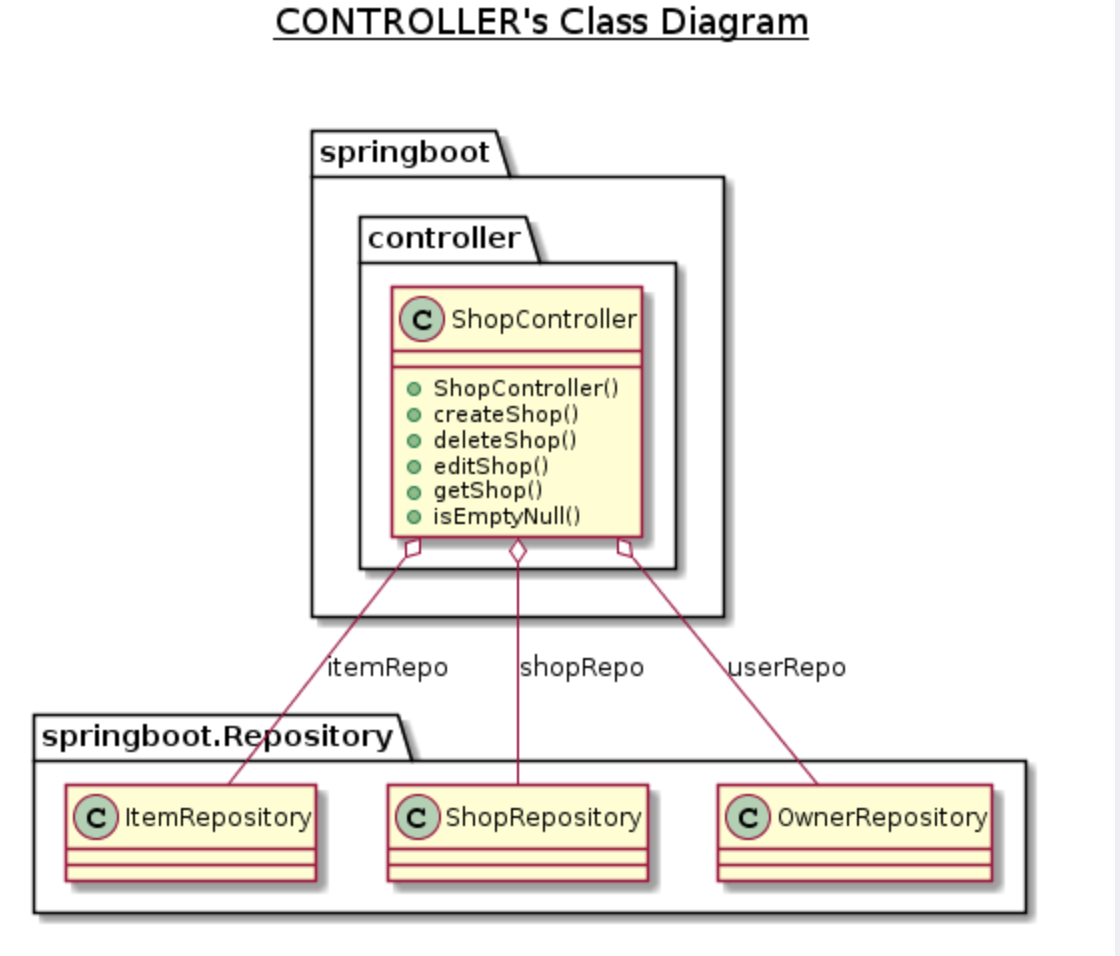 CONTROLLER's Class Diagram
springboot
controller
C ShopController
ShopController()
createShop()
deleteShop()
editShop()
getShop()
isEmptyNull()
itemRepo
shopRepo
userRepo
springboot.Repository
C ItemRepository
C ShopRepository
C OwnerRepository